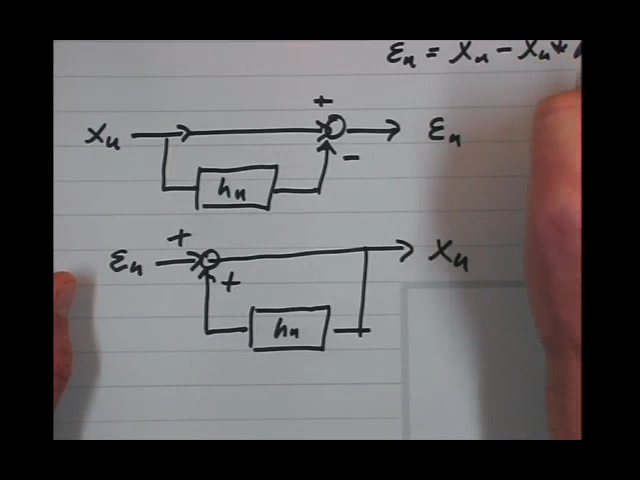 εn = Xn - Xn *
+
Xn εn
-
hn
+
εn Xn
+
hn